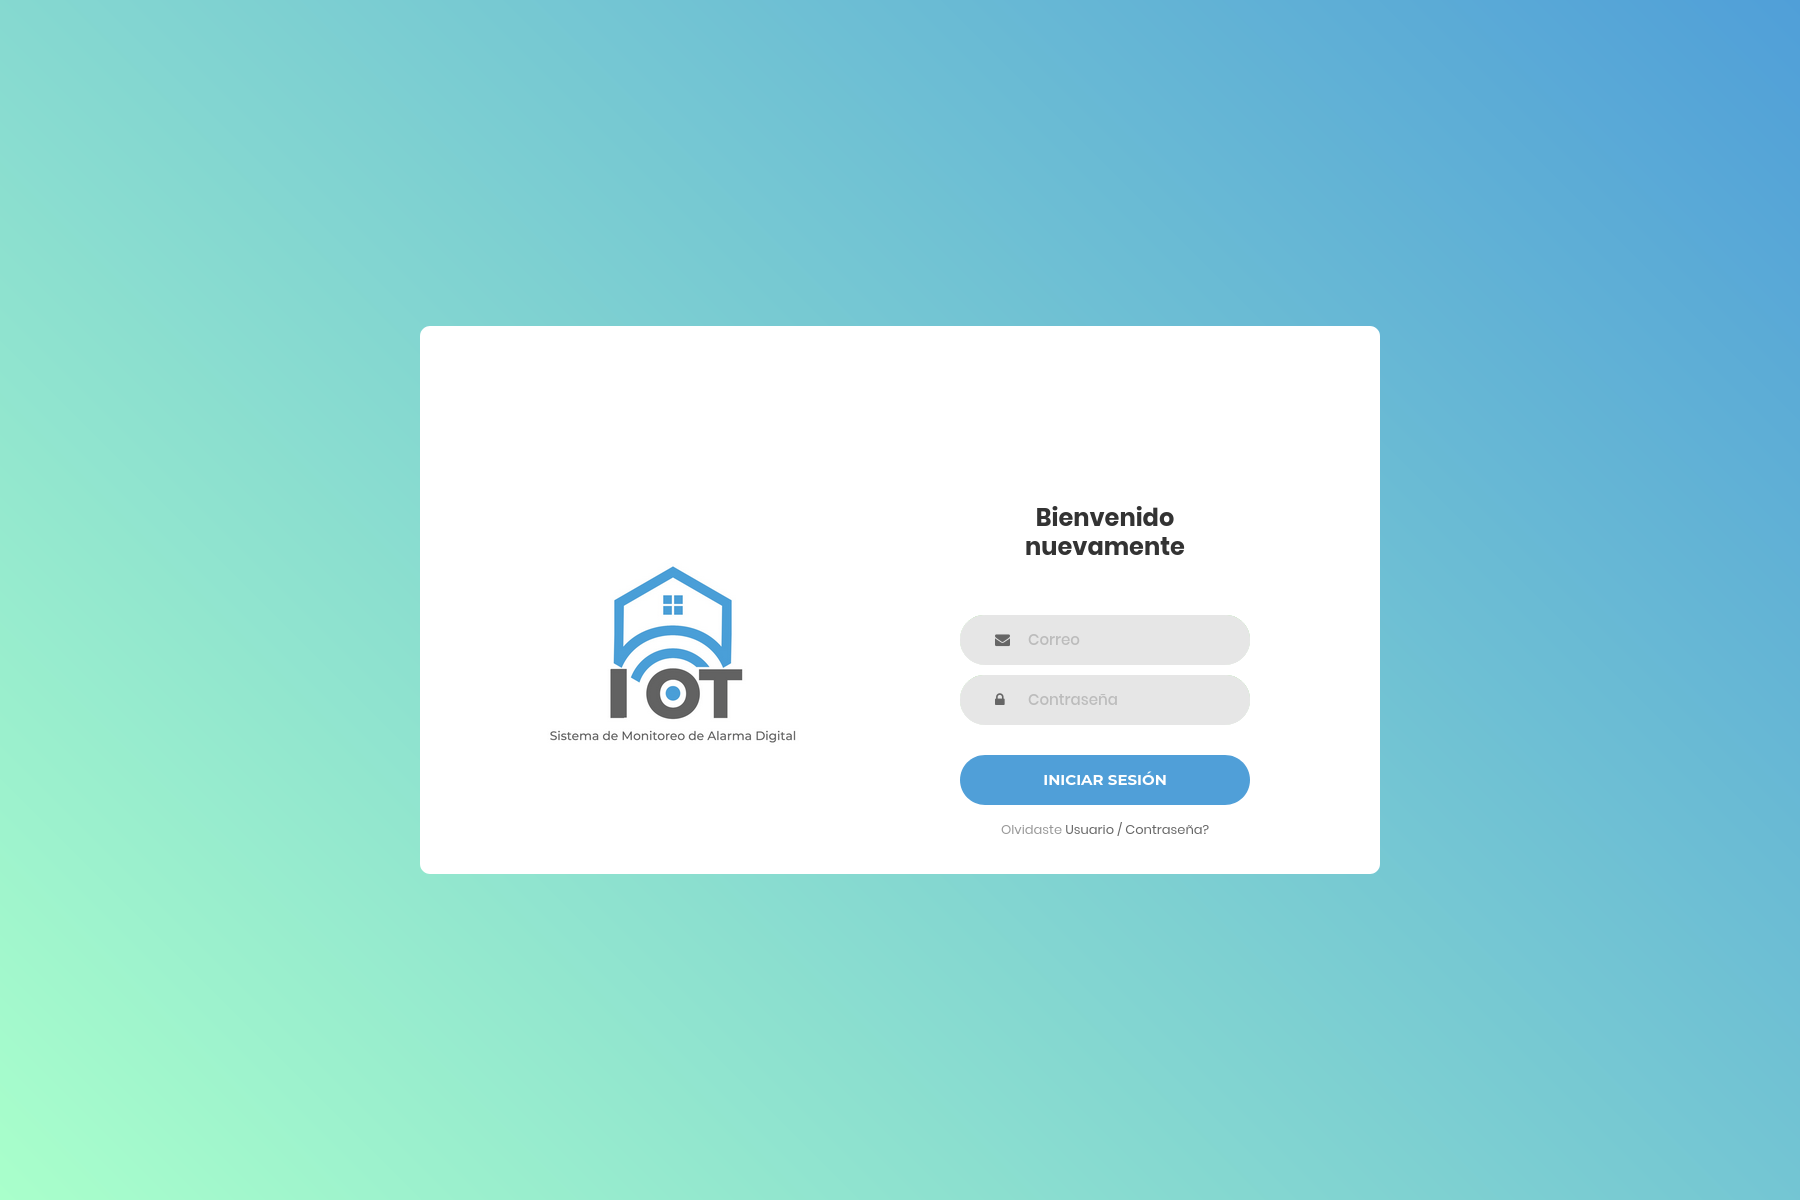 Bienvenido
nuevamente
IOT
Sistema de Monitoreo de Alarma Digital
Correo
Contraseña
INICIAR SESIÓN
Olvidaste Usuario / Contraseña?